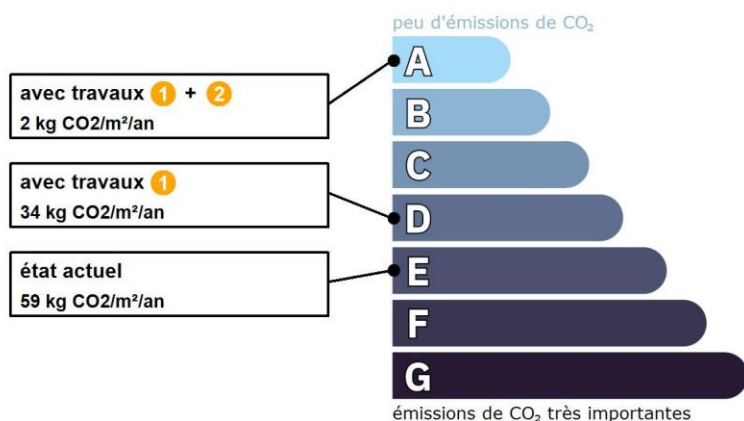 peu d'émissions de CO₂
A
avec travaux 1 + 2
2 kg CO2/m²/an
B
C
avec travaux 1
34 kg CO2/m²/an
D
état actuel
59 kg CO2/m²/an
E
F
G
émissions de CO₂ très importantes